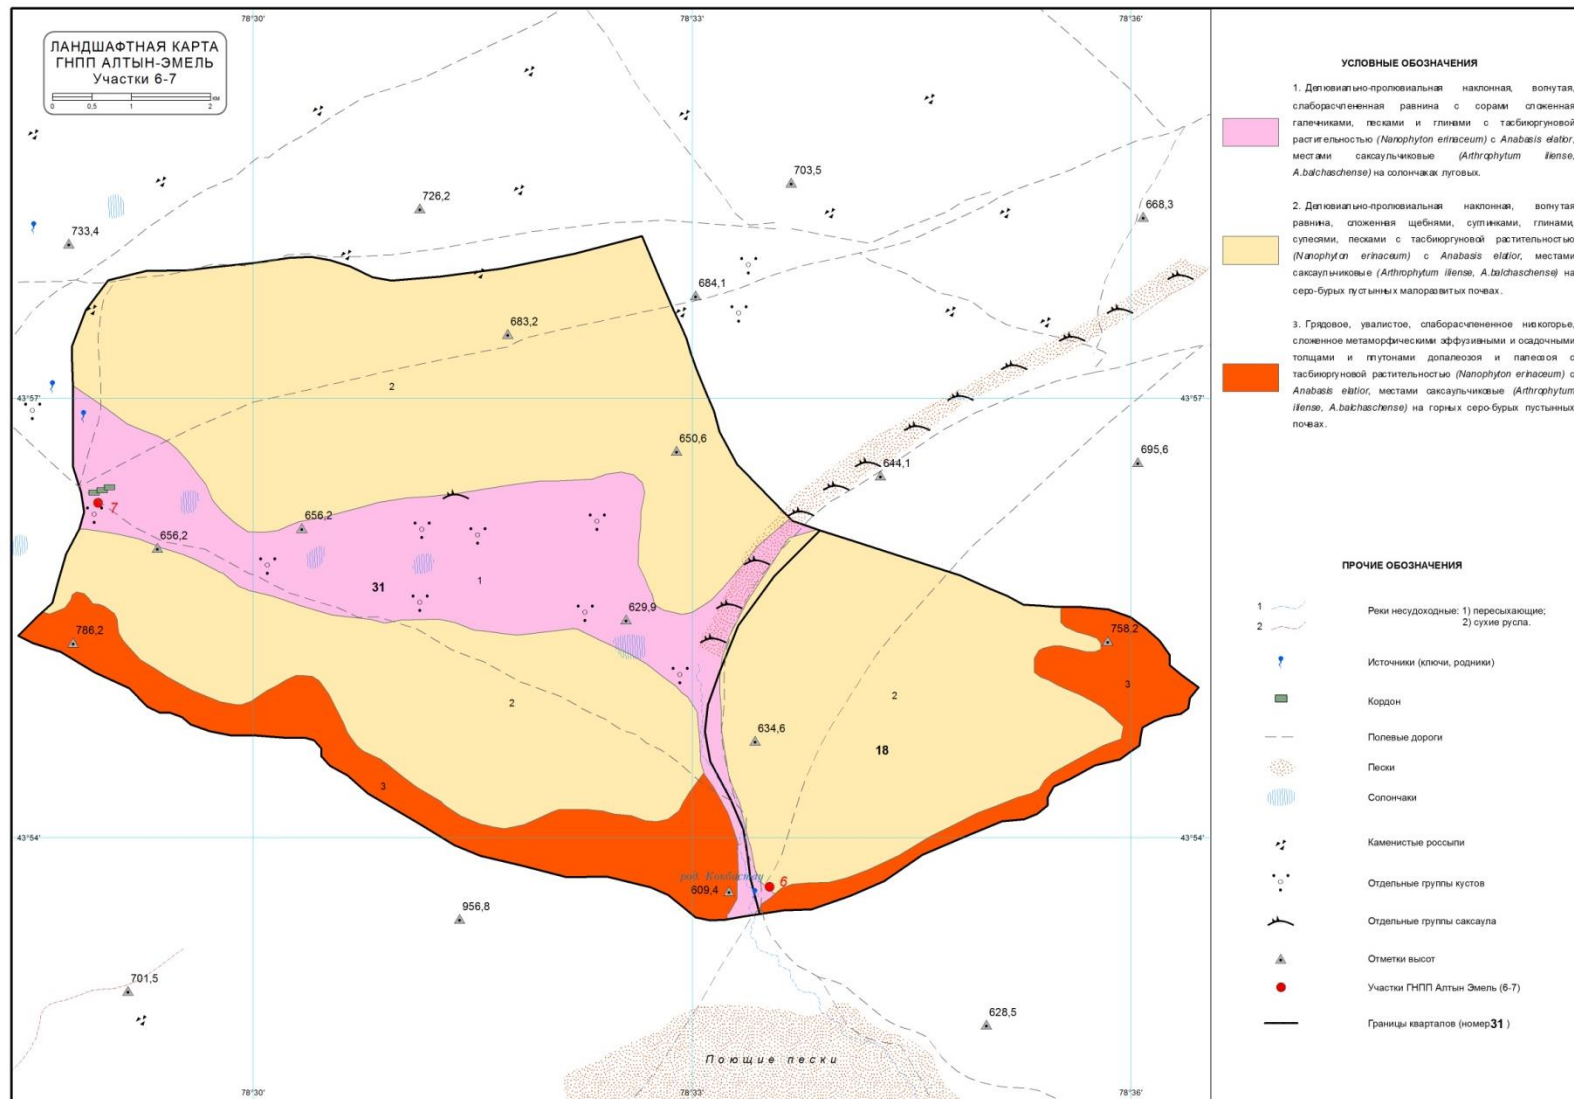 78°30'
78°33'
78°36'
ЛАНДШАФТНАЯ КАРТА
ГНПП АЛТЫН-ЭМЕЛЬ
Участки 6-7
0 0,5 1 2 км
703,5
726,2
668,3
733,4
684,1
683,2
2
43°57'
43°57'
650,6
695,6
644,1
7
656,2
656,2
1
31
629,9
786,2
758,2
2
3
2
634,6
18
3
43°54'
43°54'
род. Кокбастау
6
609,4
956,8
701,5
628,5
Поющие пески
78°30'
78°33'
78°36'
УСЛОВНЫЕ ОБОЗНАЧЕНИЯ
1. Делювиально-пролювиальная наклонная, вогнутая,
слаборасчлененная равнина с сорами сложенная
галечниками, песками и глинами с тасбиюргуновой
растительностью (Nanophyton erinaceum) с Anabasis elatior,
местами саксаульчиковые (Arthrophytum iliense,
A.balchaschense) на солончаках луговых.
2. Делювиально-пролювиальная наклонная, вогнутая
равнина, сложенная щебнями, суглинками, глинами,
супесями, песками с тасбиюргуновой растительностью
(Nanophyton erinaceum) с Anabasis elatior, местами
саксаульчиковые (Arthrophytum iliense, A.balchaschense) на
серо-бурых пустынных малоразвитых почвах.
3. Грядовое, увалистое, слаборасчлененное низкогорье,
сложенное метаморфическими эффузивными и осадочными
толщами и плутонами допалеозоя и палеозоя с
тасбиюргуновой растительностью (Nanophyton erinaceum) с
Anabasis elatior, местами саксаульчиковые (Arthrophytum
iliense, A.balchaschense) на горных серо-бурых пустынных
почвах.
ПРОЧИЕ ОБОЗНАЧЕНИЯ
1
2
Реки несудоходные: 1) пересыхающие;
2) сухие русла.
Источники (ключи, родники)
Кордон
Полевые дороги
Пески
Солончаки
Каменистые россыпи
Отдельные группы кустов
Отдельные группы саксаула
Отметки высот
Участки ГНПП Алтын Эмель (6-7)
Границы кварталов (номер 31 )